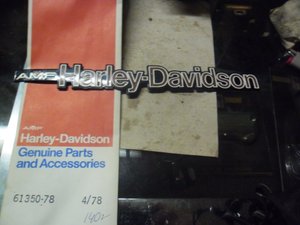 AMF Harley-Davidson
AMF
Harley-Davidson
Genuine Parts
and Accessories
61350-78 4/78